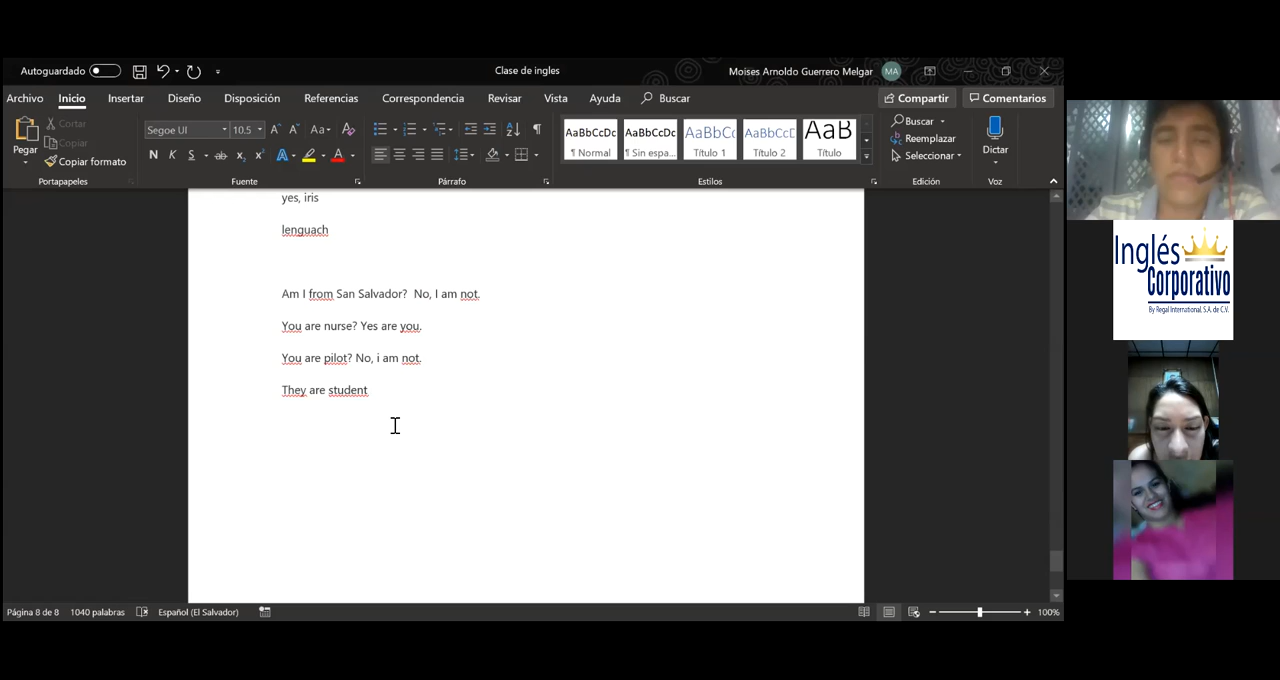 Autoguardado
Clase de ingles
Moises Arnoldo Guerrero Melgar
MA
Archivo Inicio Insertar Diseño Disposición Referencias Correspondencia Revisar Vista Ayuda Buscar
Compartir Comentarios
Pegar
Cortar
Copiar
Copiar formato
Portapapeles
Segoe UI 10.5
Fuente
Párrafo
AaBbCcDc AaBbCcDc AaBbC AaBbCcD AaB
¶ Normal ¶ Sin espa... Título 1 Título 2 Título
Estilos
Buscar
Reemplazar
Seleccionar
Edición
Dictar
Voz
yes, iris
lenguach
Am I from San Salvador? No, I am not.
You are nurse? Yes are you.
You are pilot? No, i am not.
They are student
Página 8 de 8 1040 palabras Español (El Salvador)
100%
Inglés
Corporativo
By Regal International, S.A. de C.V.